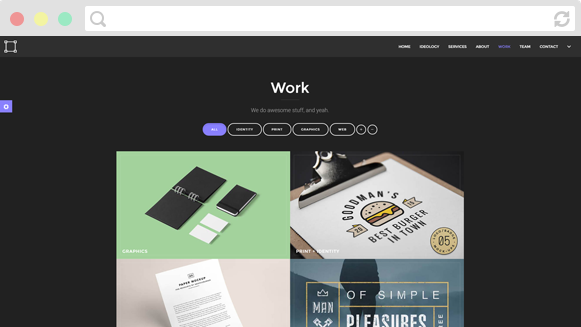 HOME IDEOLOGY SERVICES ABOUT WORK TEAM CONTACT
Work
We do awesome stuff, and yeah
ALL IDENTITY PRINT GRAPHICS WEB + −
GRAPHICS
GOODMAN'S
20
BEST BURGER
IN TOWN
05
PRINT + IDENTITY
PAPER MOCKUP
MAN
OF SIMPLE
PLEASURES